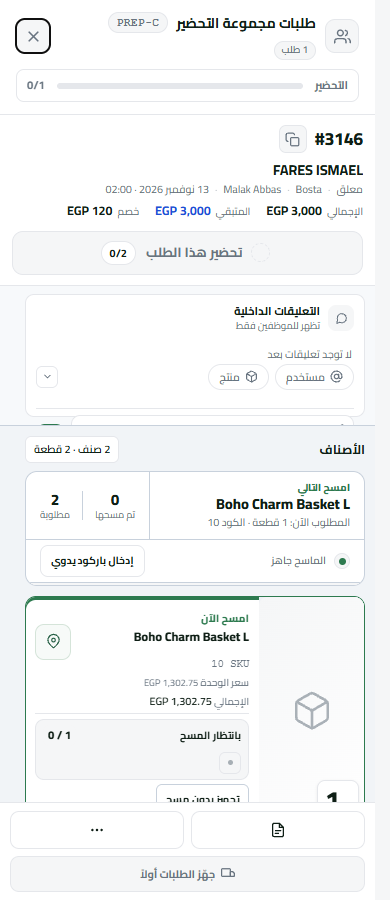 طلبات مجموعة التحضير PREP-C
1 طلب
التحضير 0/1
#3146
FARES ISMAEL
معلق · Malak Abbas · Bosta · 13 نوفمبر 2026 · 02:00
الإجمالي EGP 3,000 المتبقي EGP 3,000 خصم EGP 120
تحضير هذا الطلب 0/2
التعليقات الداخلية
تظهر للموظفين فقط
لا توجد تعليقات بعد
مستخدم منتج
الأصناف 2 صنف · 2 قطعة
امسح التالي
Boho Charm Basket L
المطلوب الآن: 1 قطعة · الكود 10
0 تم مسحها
2 مطلوبة
الماسح جاهز إدخال باركود يدوي
امسح الآن
Boho Charm Basket L
10 SKU
سعر الوحدة EGP 1,302.75
الإجمالي EGP 1,302.75
بانتظار المسح 0 / 1
تجهيز بدون مسح
1
جهّز الطلبات أولاً